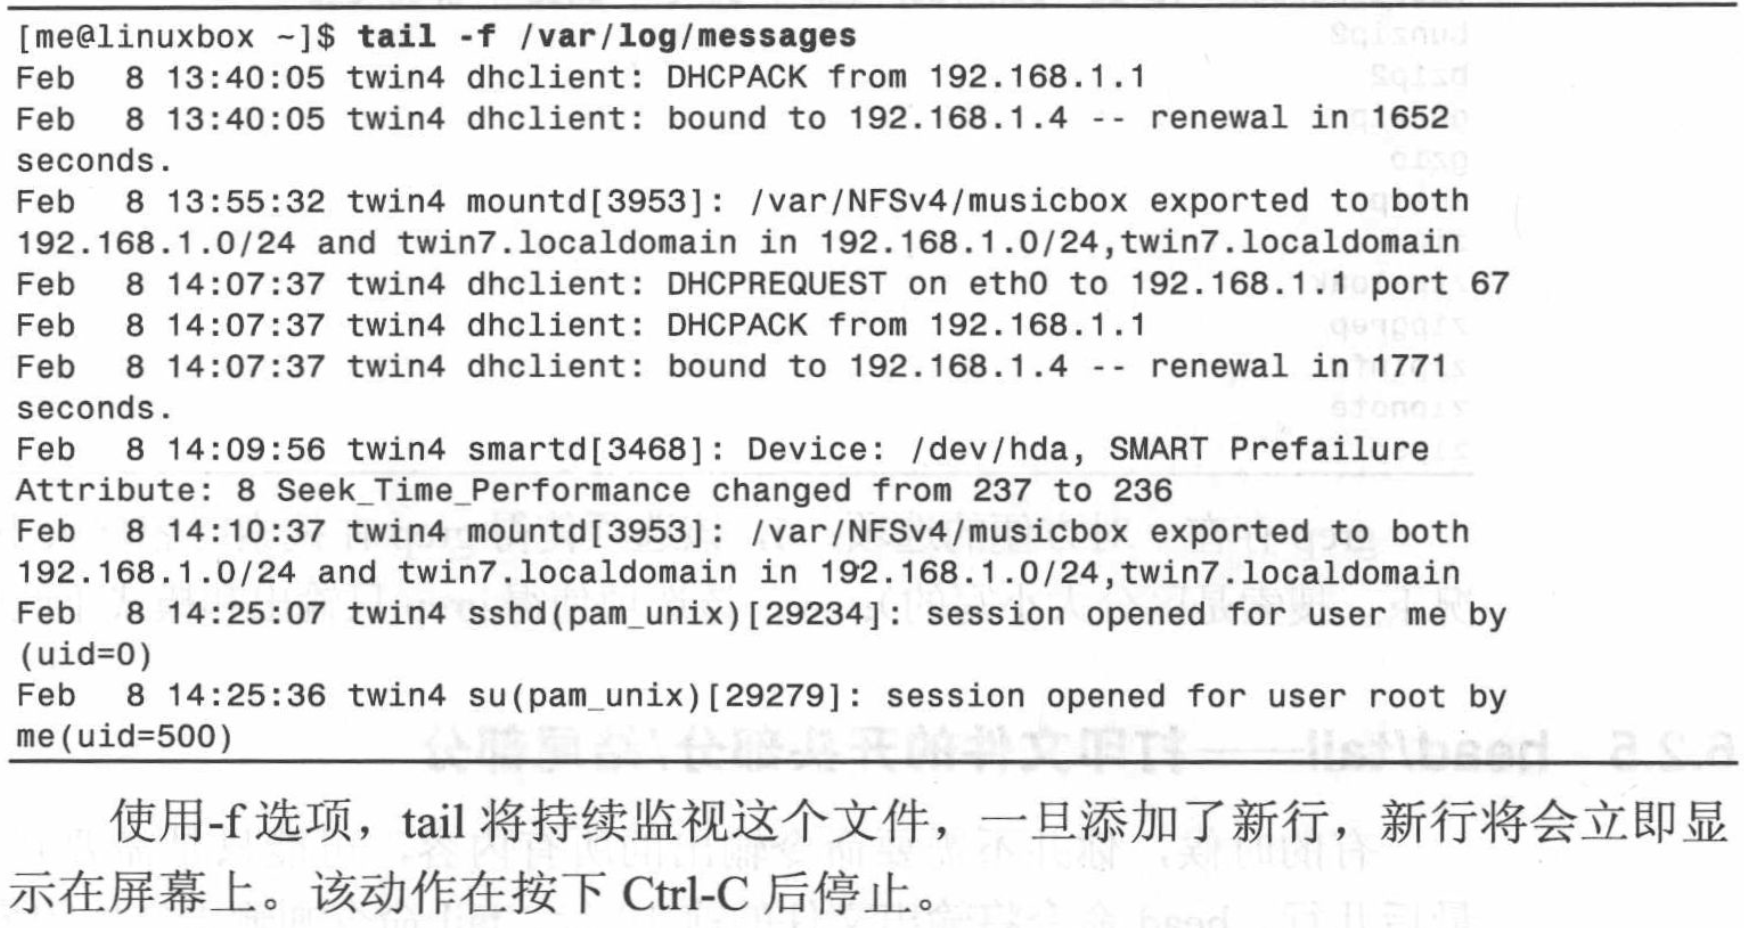 [me@linuxbox ~]$ tail -f /var/log/messages
Feb  8 13:40:05 twin4 dhclient: DHCPACK from 192.168.1.1
Feb  8 13:40:05 twin4 dhclient: bound to 192.168.1.4 -- renewal in 1652
seconds.
Feb  8 13:55:32 twin4 mountd[3953]: /var/NFSv4/musicbox exported to both
192.168.1.0/24 and twin7.localdomain in 192.168.1.0/24,twin7.localdomain
Feb  8 14:07:37 twin4 dhclient: DHCPREQUEST on eth0 to 192.168.1.1 port 67
Feb  8 14:07:37 twin4 dhclient: DHCPACK from 192.168.1.1
Feb  8 14:07:37 twin4 dhclient: bound to 192.168.1.4 -- renewal in 1771
seconds.
Feb  8 14:09:56 twin4 smartd[3468]: Device: /dev/hda, SMART Prefailure
Attribute: 8 Seek_Time_Performance changed from 237 to 236
Feb  8 14:10:37 twin4 mountd[3953]: /var/NFSv4/musicbox exported to both
192.168.1.0/24 and twin7.localdomain in 192.168.1.0/24,twin7.localdomain
Feb  8 14:25:07 twin4 sshd(pam_unix)[29234]: session opened for user me by
(uid=0)
Feb  8 14:25:36 twin4 su(pam_unix)[29279]: session opened for user root by
me(uid=500)
使用-f 选项，tail 将持续监视这个文件，一旦添加了新行，新行将会立即显
示在屏幕上。该动作在按下 Ctrl-C 后停止。